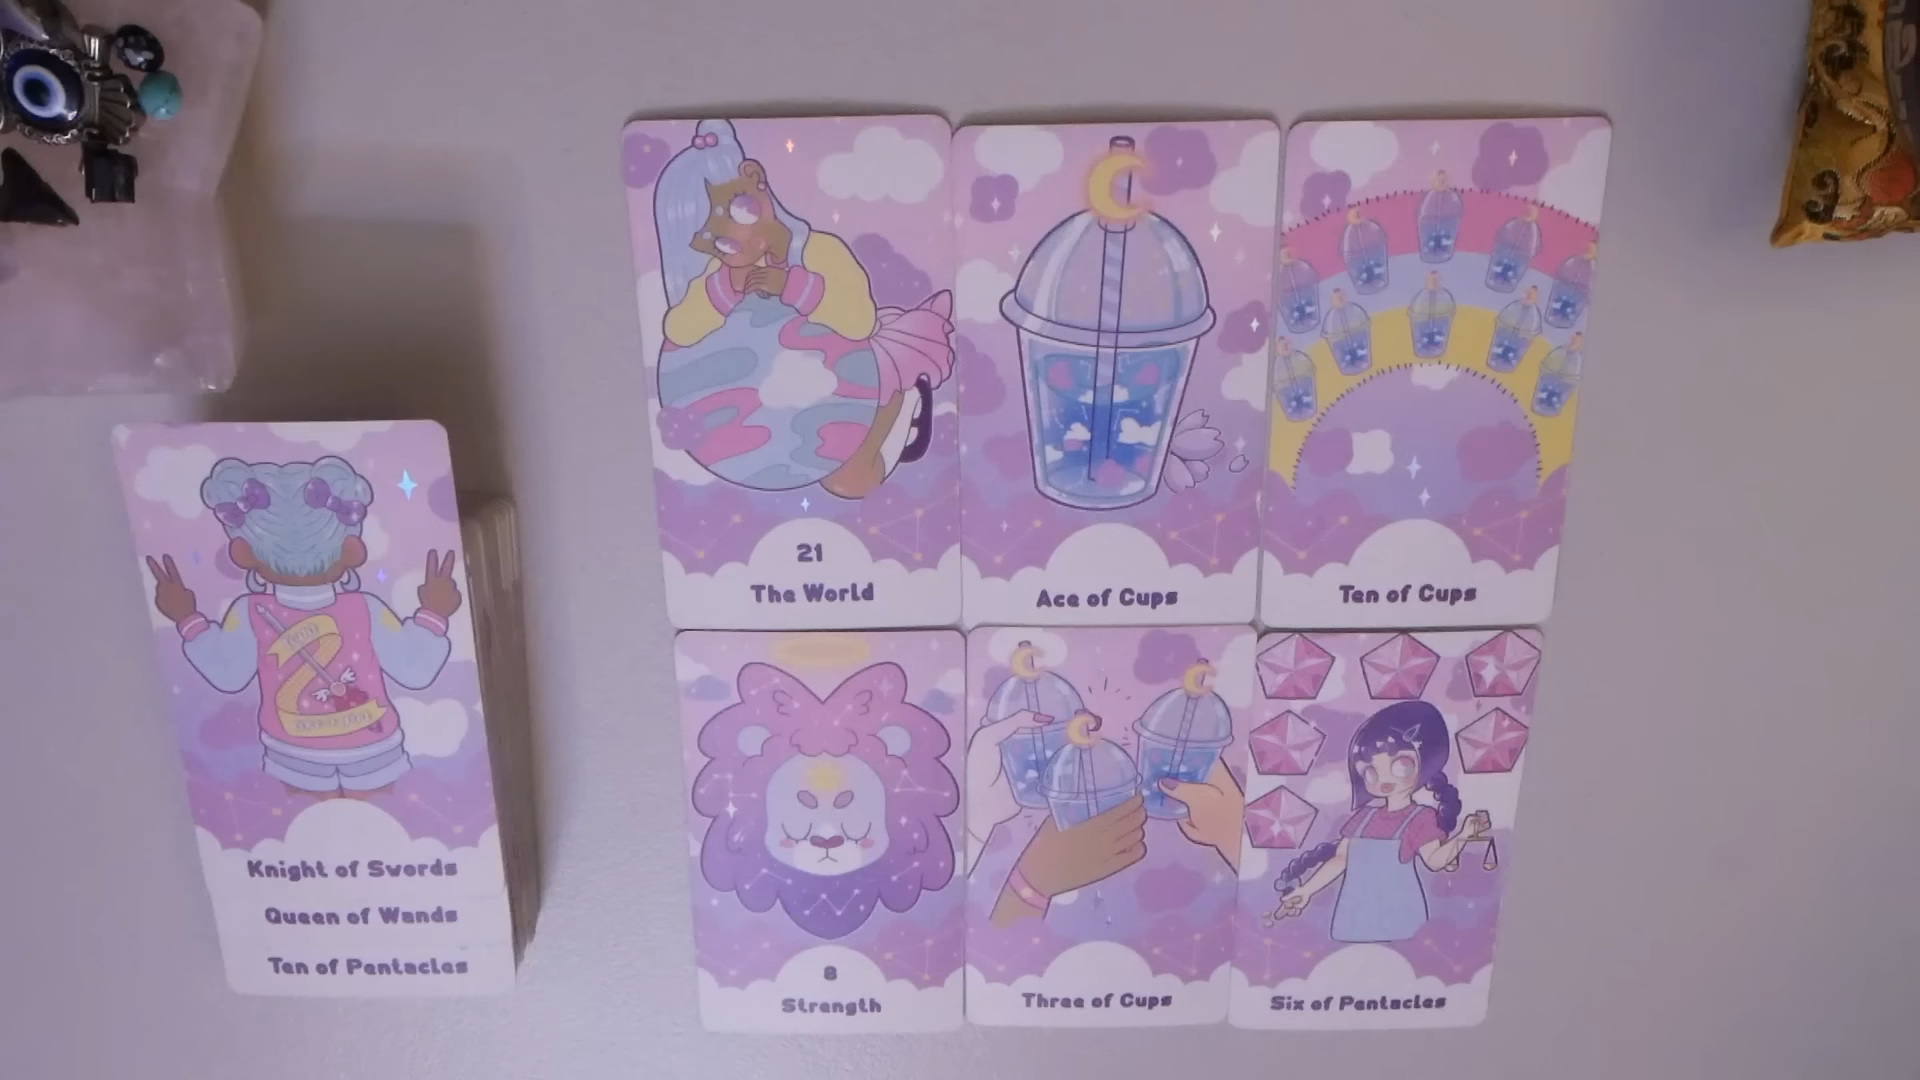 21
The World
Ace of Cups
Ten of Cups
8
Strength
Three of Cups
Six of Pentacles
Knight of Swords
Queen of Wands
Ten of Pentacles